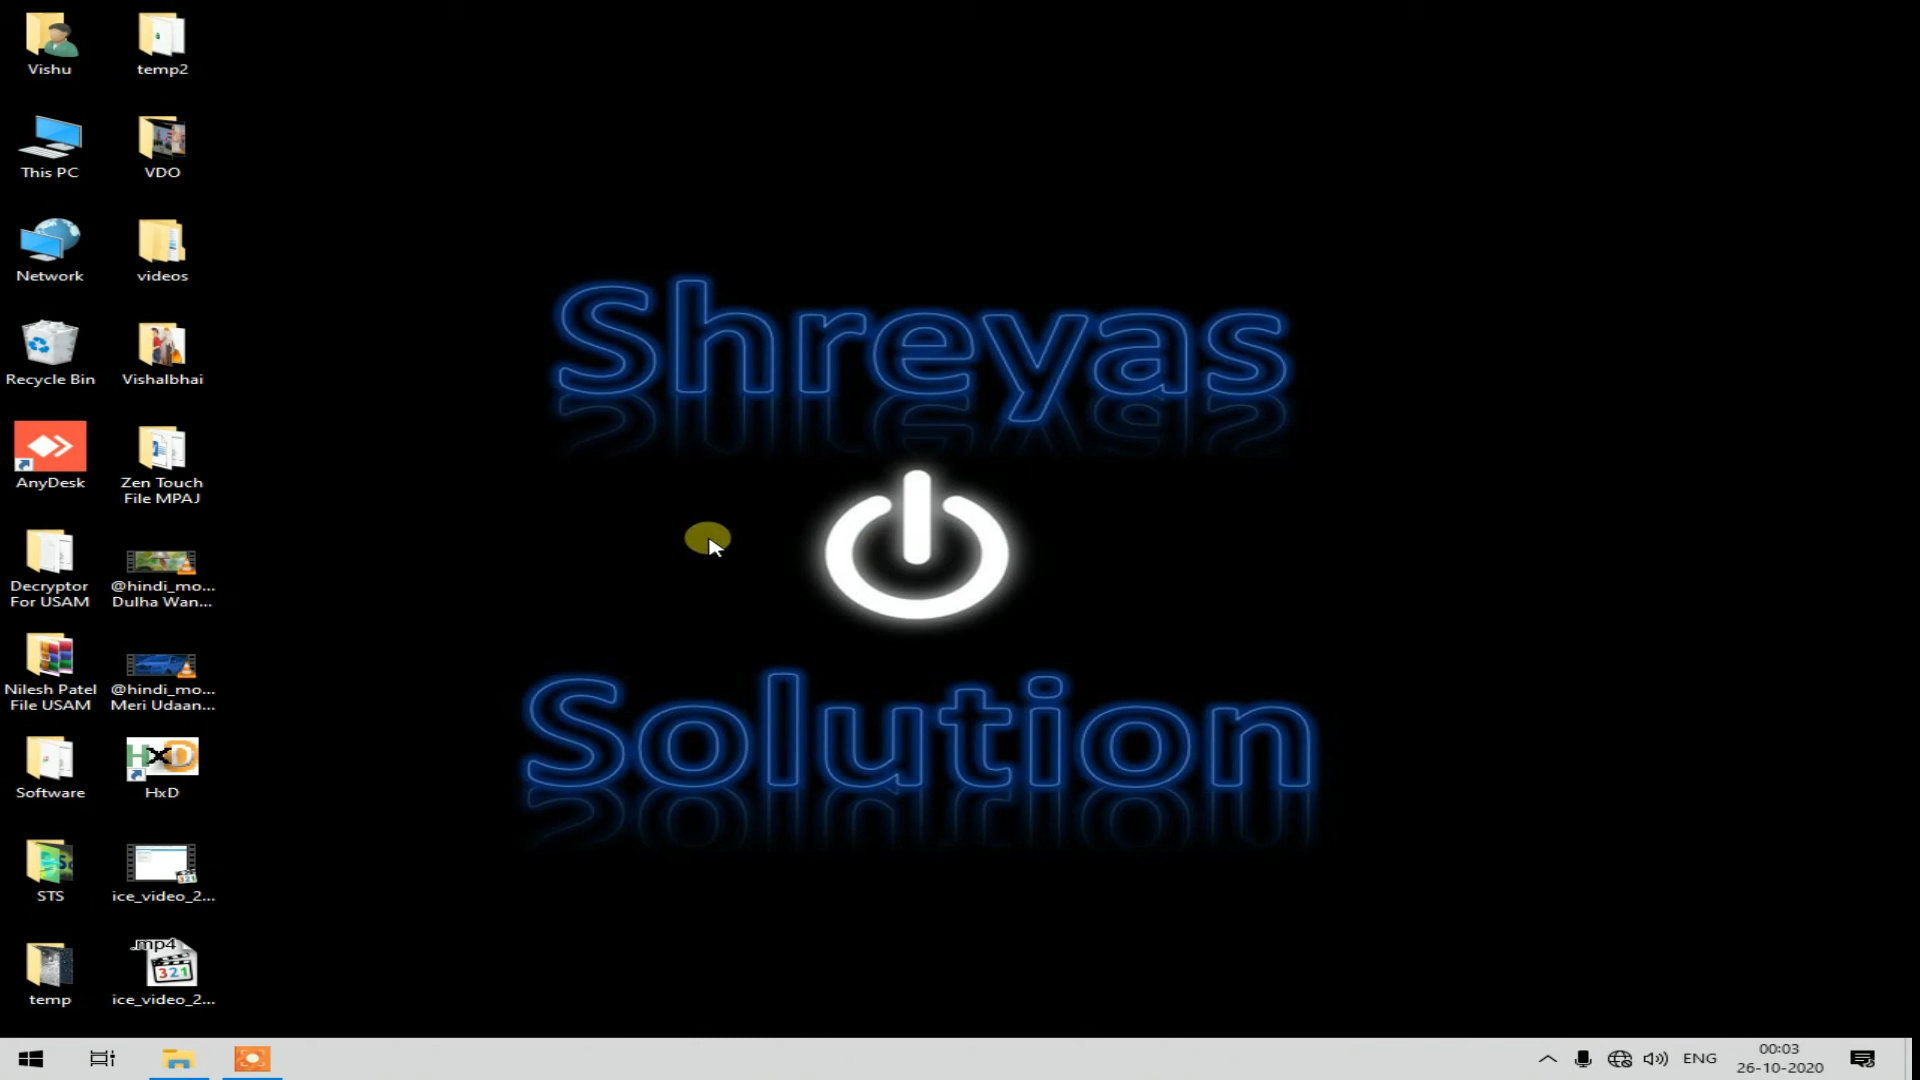 Vishu
temp2
This PC
VDO
Network
videos
Recycle Bin
Vishalbhai
AnyDesk
Zen Touch
File MPAJ
Decryptor
For USAM
@hindi_mo...
Dulha Wan...
Nilesh Patel
File USAM
@hindi_mo...
Meri Udaan...
Software
HxD
HxD
STS
ice_video_2...
temp
.mp4
321
ice_video_2...
Shreyas
Solution
ENG
00:03
26-10-2020